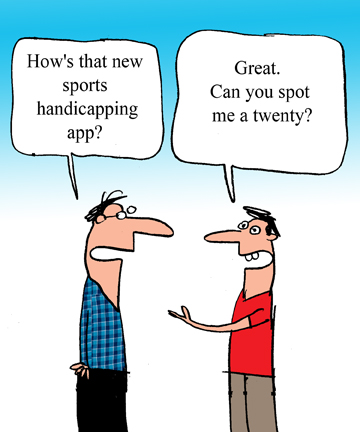 How's that new
sports
handicapping
app?
Great.
Can you spot
me a twenty?